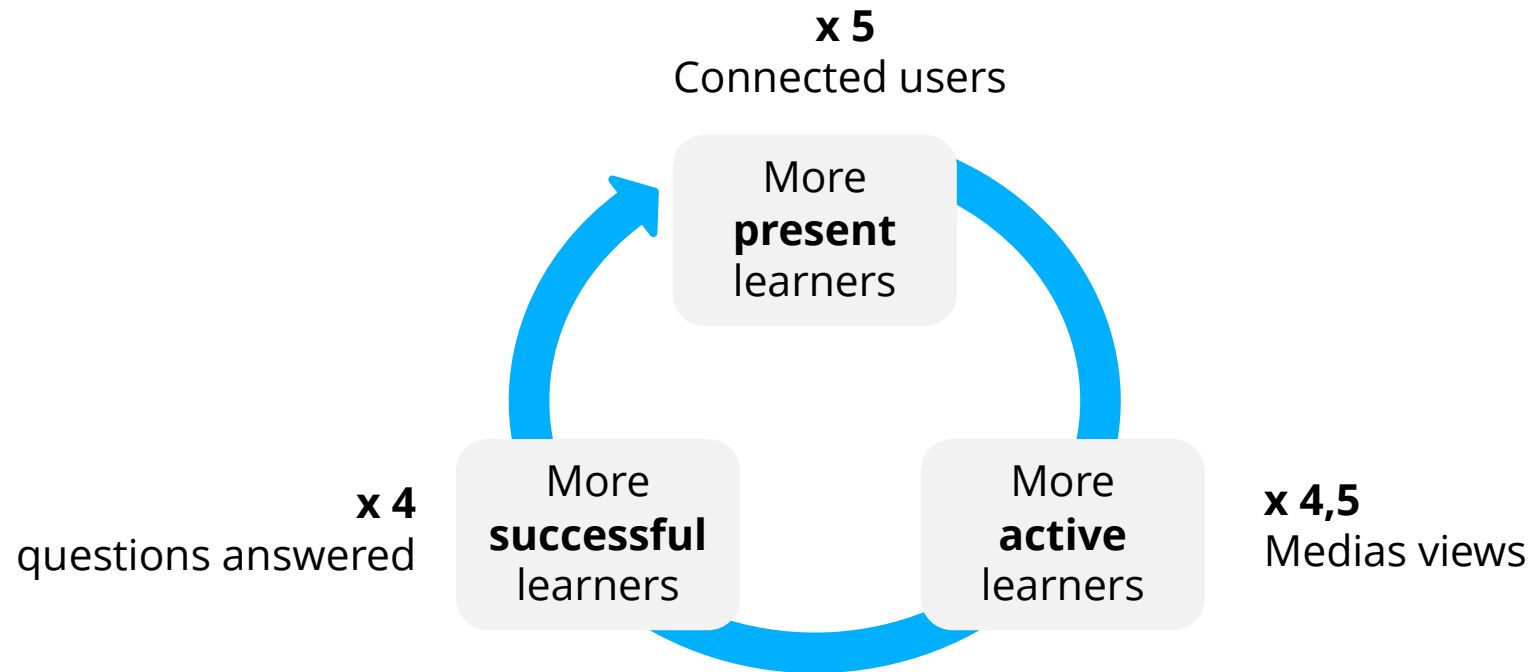 x 5
Connected users
More
present
learners
More
successful
learners
x 4
questions answered
More
active
learners
x 4,5
Medias views